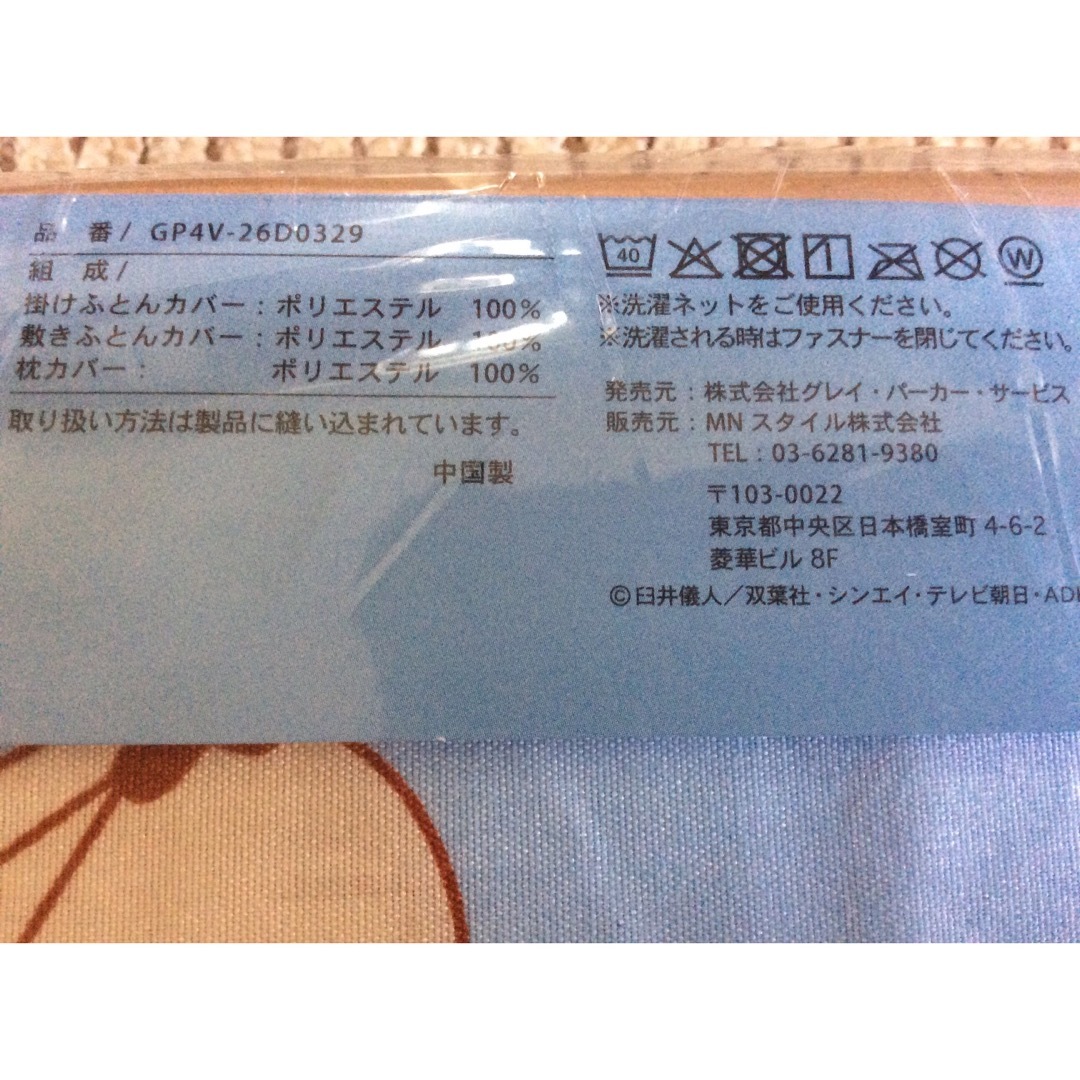 品 番/ GP4V-26D0329
組 成/
掛けふとんカバー:ポリエステル 100%
敷きふとんカバー:ポリエステル 100%
枕カバー: ポリエステル 100%
取り扱い方法は製品に縫い込まれています。
中国製
40 W
※洗濯ネットをご使用ください。
※洗濯される時はファスナーを閉じてください。
発売元:株式会社グレイ・パーカー・サービス
販売元:MN スタイル株式会社
TEL:03-6281-9380
〒103-0022
東京都中央区日本橋室町 4-6-2
菱華ビル 8F
©臼井儀人/双葉社・シンエイ・テレビ朝日・AD